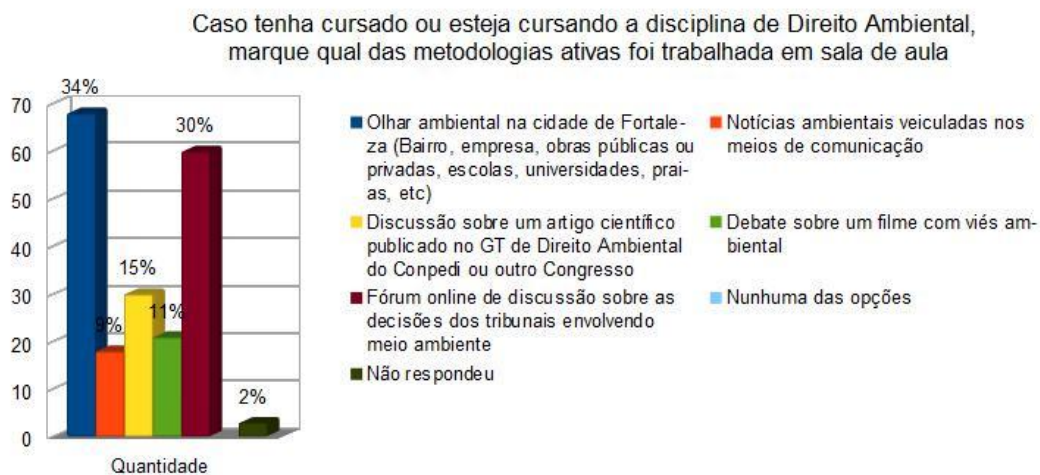 Caso tenha cursado ou esteja cursando a disciplina de Direito Ambiental,
marque qual das metodologias ativas foi trabalhada em sala de aula
34%
9%
15%
11%
30%
2%
70
60
50
40
30
20
10
0
Quantidade
Olhar ambiental na cidade de Fortale-
za (Bairro, empresa, obras públicas ou
privadas, escolas, universidades, prai-
as, etc)
Notícias ambientais veiculadas nos
meios de comunicação
Discussão sobre um artigo científico
publicado no GT de Direito Ambiental
do Conpedi ou outro Congresso
Debate sobre um filme com viés am-
biental
Fórum online de discussão sobre as
decisões dos tribunais envolvendo
meio ambiente
Nenhuma das opções
Não respondeu